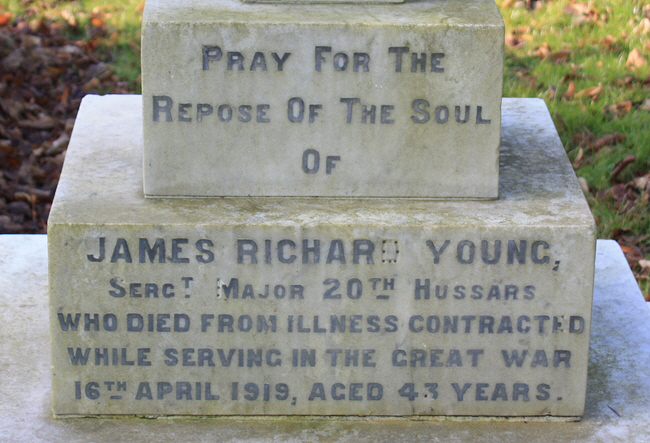 PRAY FOR THE
REPOSE OF THE SOUL
OF
JAMES RICHARD YOUNG,
SERGT MAJOR 20TH HUSSARS
WHO DIED FROM ILLNESS CONTRACTED
WHILE SERVING IN THE GREAT WAR
16TH APRIL 1919, AGED 43 YEARS.